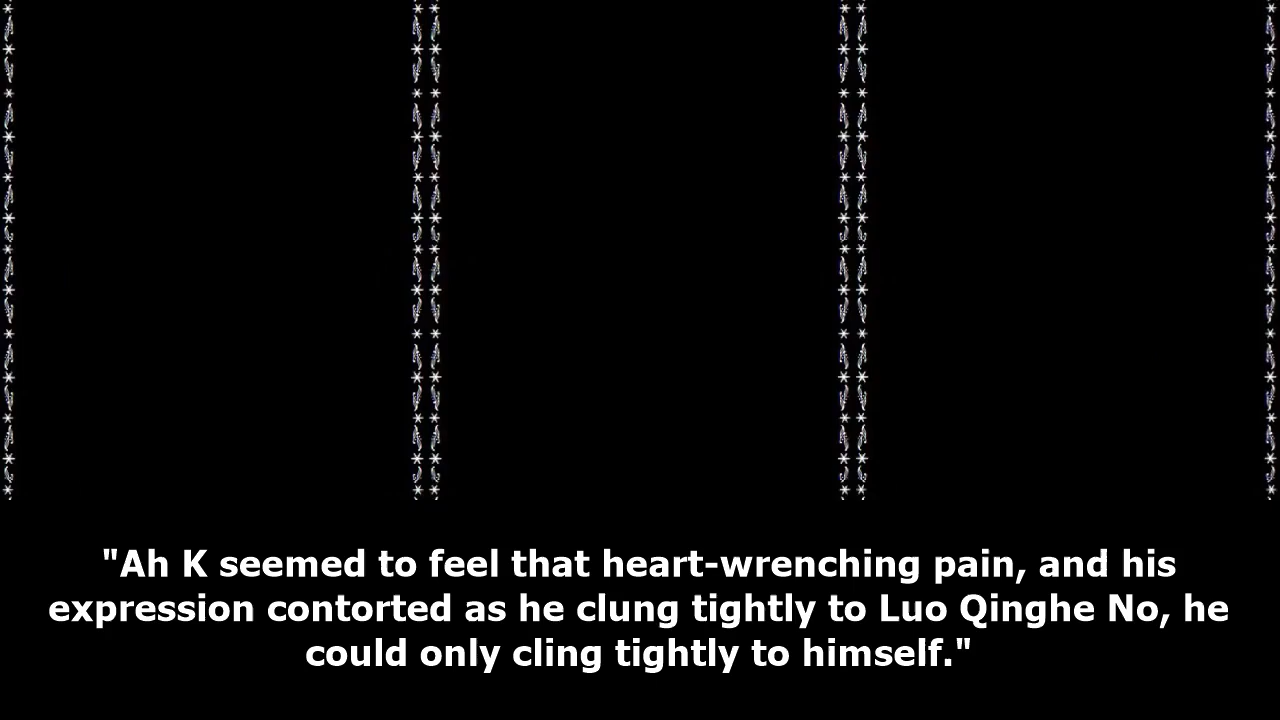 "Ah K seemed to feel that heart-wrenching pain, and his
expression contorted as he clung tightly to Luo Qinghe No, he
could only cling tightly to himself."